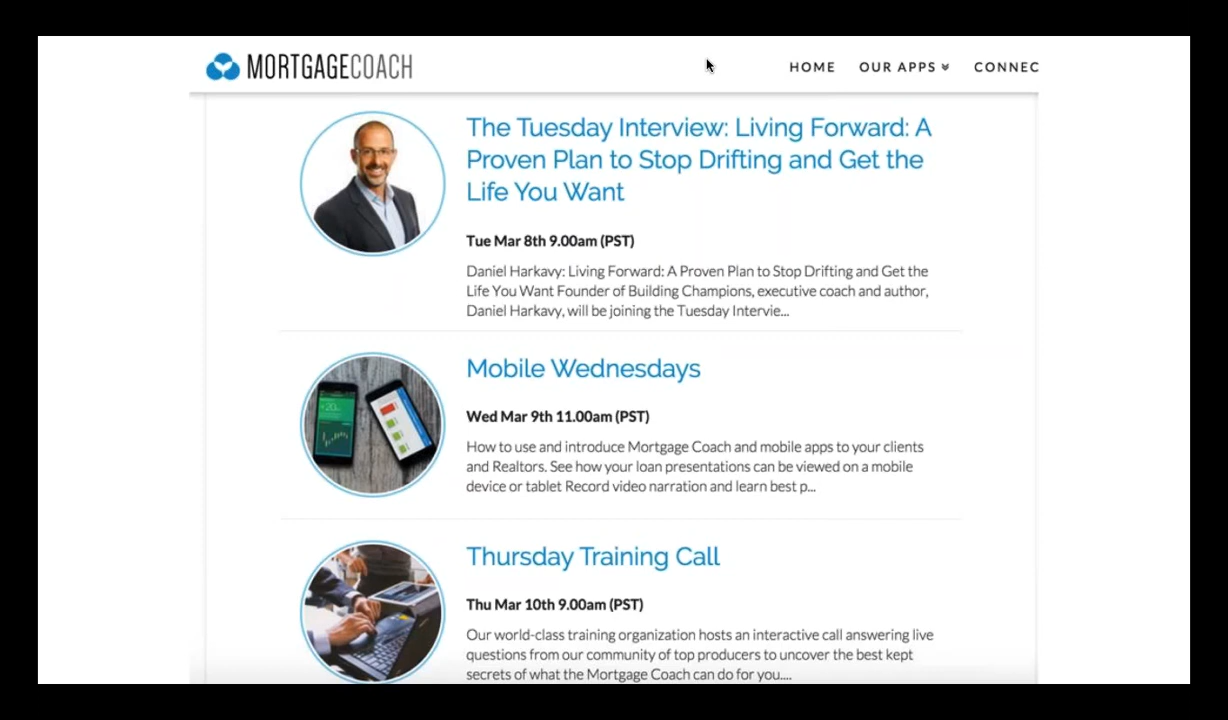 MORTGAGECOACH
HOME
OUR APPS
CONNEC
The Tuesday Interview: Living Forward: A
Proven Plan to Stop Drifting and Get the
Life You Want
Tue Mar 8th 9.00am (PST)
Daniel Harkavy: Living Forward: A Proven Plan to Stop Drifting and Get the
Life You Want Founder of Building Champions, executive coach and author,
Daniel Harkavy, will be joining the Tuesday Intervie...
Mobile Wednesdays
Wed Mar 9th 11.00am (PST)
How to use and introduce Mortgage Coach and mobile apps to your clients
and Realtors. See how your loan presentations can be viewed on a mobile
device or tablet Record video narration and learn best p...
Thursday Training Call
Thu Mar 10th 9.00am (PST)
Our world-class training organization hosts an interactive call answering live
questions from our community of top producers to uncover the best kept
secrets of what the Mortgage Coach can do for you....